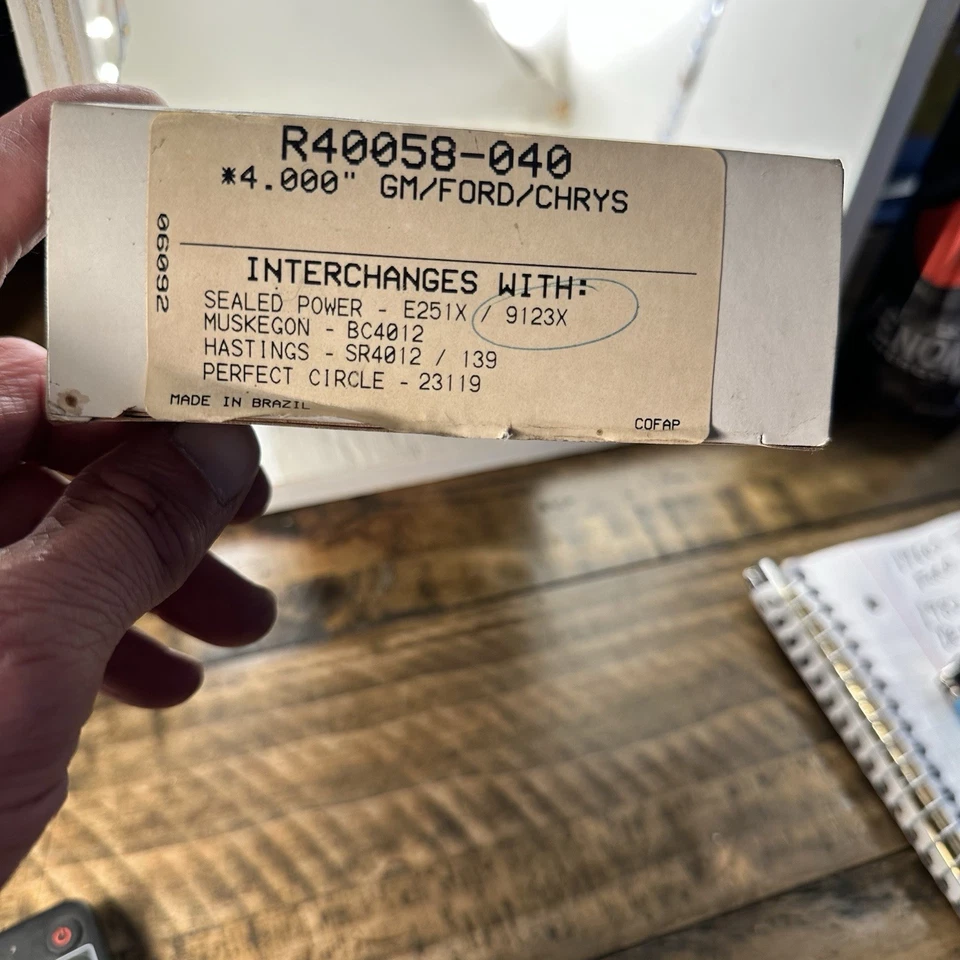 R40058-040
*4.000" GM/FORD/CHRYS
06092
INTERCHANGES WITH:
SEALED POWER - E251X / 9123X
MUSKEGON - BC4012
HASTINGS - SR4012 / 139
PERFECT CIRCLE - 23119
MADE IN BRAZIL
COFAP